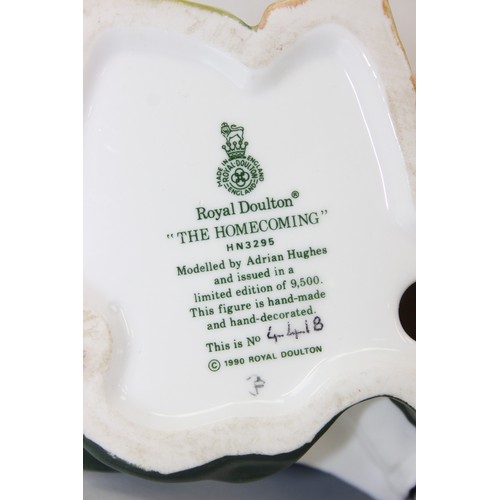 MADE IN ENGLAND
ROYAL DOULTON
ENGLAND
Royal Doulton®
"THE HOMECOMING"
HN3295
Modelled by Adrian Hughes
and issued in a
limited edition of 9,500.
This figure is hand-made
and hand-decorated.
This is No 4418
© 1990 ROYAL DOULTON